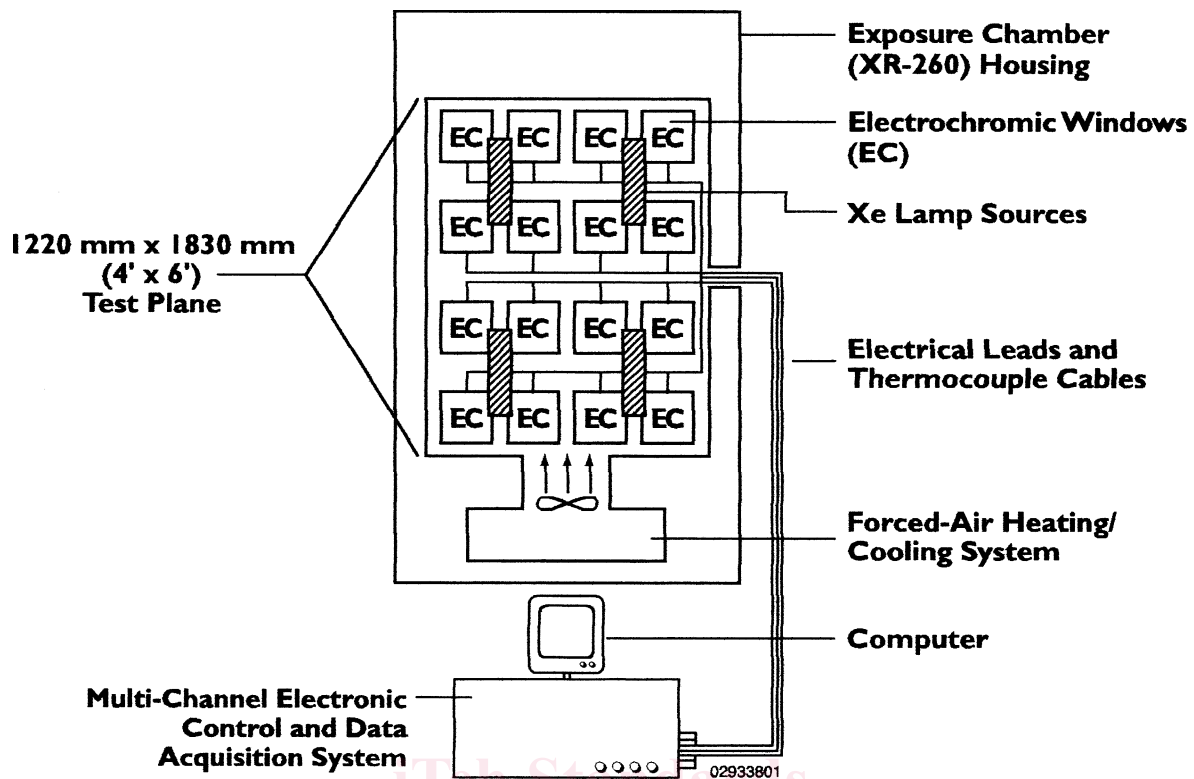 Exposure Chamber
(XR-260) Housing
EC EC EC EC
Electrochromic Windows
(EC)
Xe Lamp Sources
EC EC EC EC
1220 mm x 1830 mm
(4' x 6')
Test Plane
EC EC EC EC
Electrical Leads and
Thermocouple Cables
EC EC EC EC
Forced-Air Heating/
Cooling System
Computer
Multi-Channel Electronic
Control and Data
Acquisition System
02933801
iTeh Standards